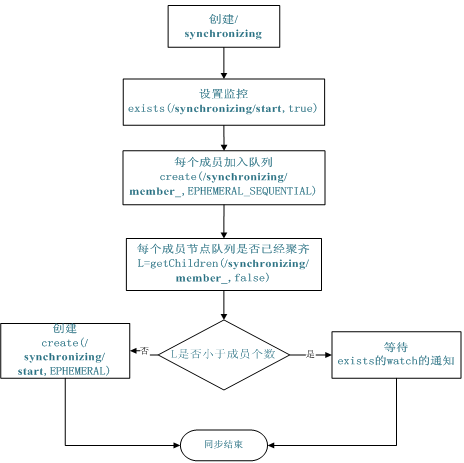 创建/
synchronizing
设置监控
exists(/synchronizing/start,true)
每个成员加入队列
create(/synchronizing/
member_,EPHEMERAL_SEQUENTIAL)
每个成员节点队列是否已经聚齐
L=getChildren(/synchronizing/
member_,false)
L是否小于成员个数
否
是
创建
create(/
synchronizing/
start,EPHEMERAL)
等待
exists的watch的通知
同步结束